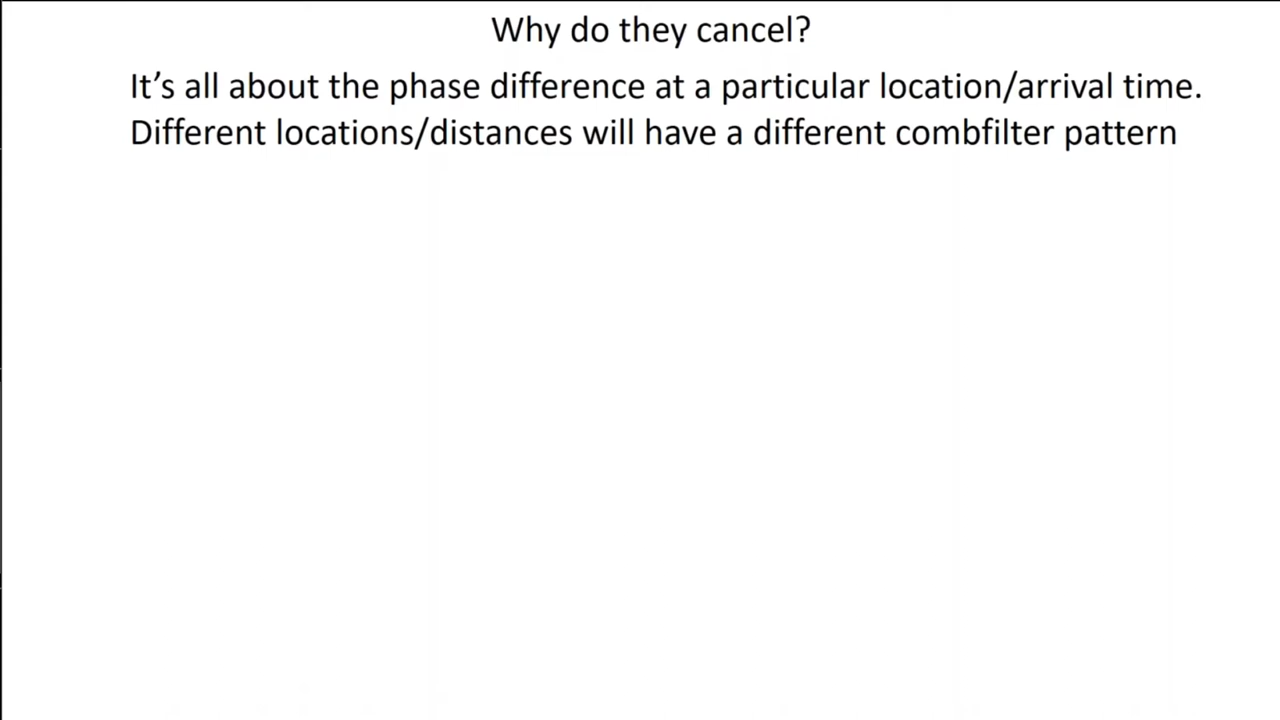 Why do they cancel?
It’s all about the phase difference at a particular location/arrival time.
Different locations/distances will have a different combfilter pattern